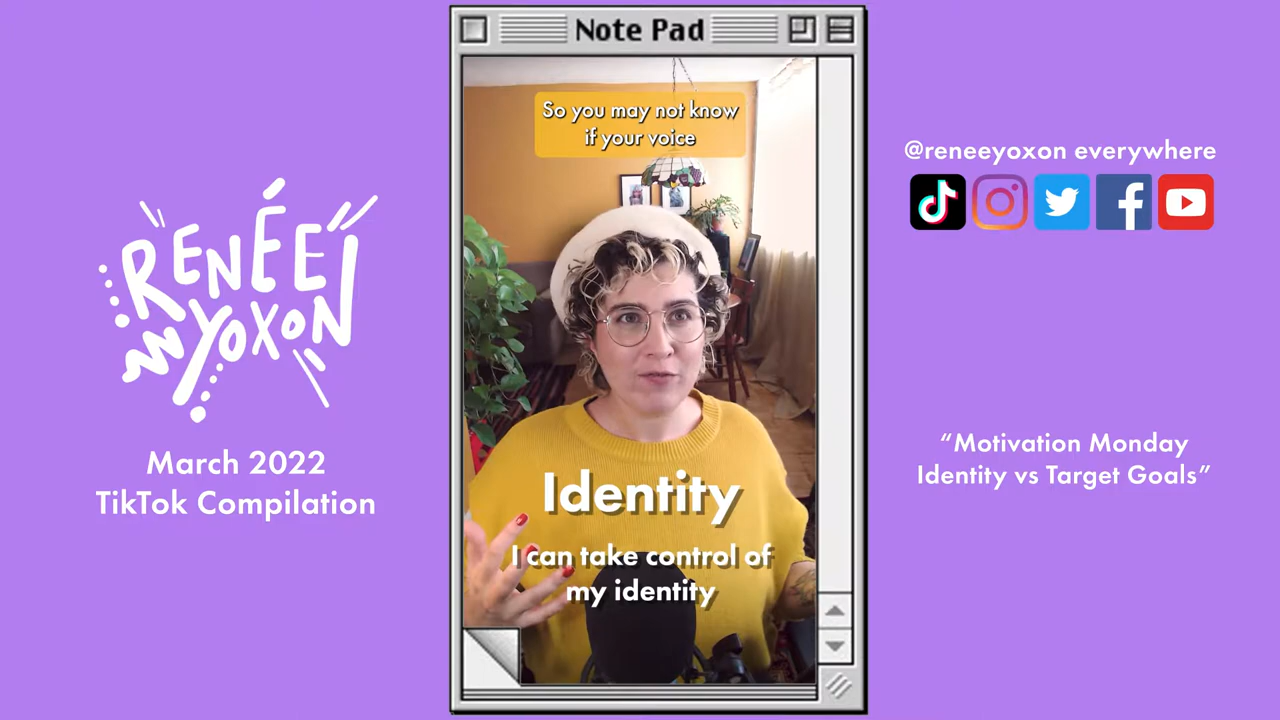 Note Pad
So you may not know
if your voice
Identity
I can take control of
my identity
RENÉE
YOXON
March 2022
TikTok Compilation
@reneeyoxon everywhere
“Motivation Monday
Identity vs Target Goals”